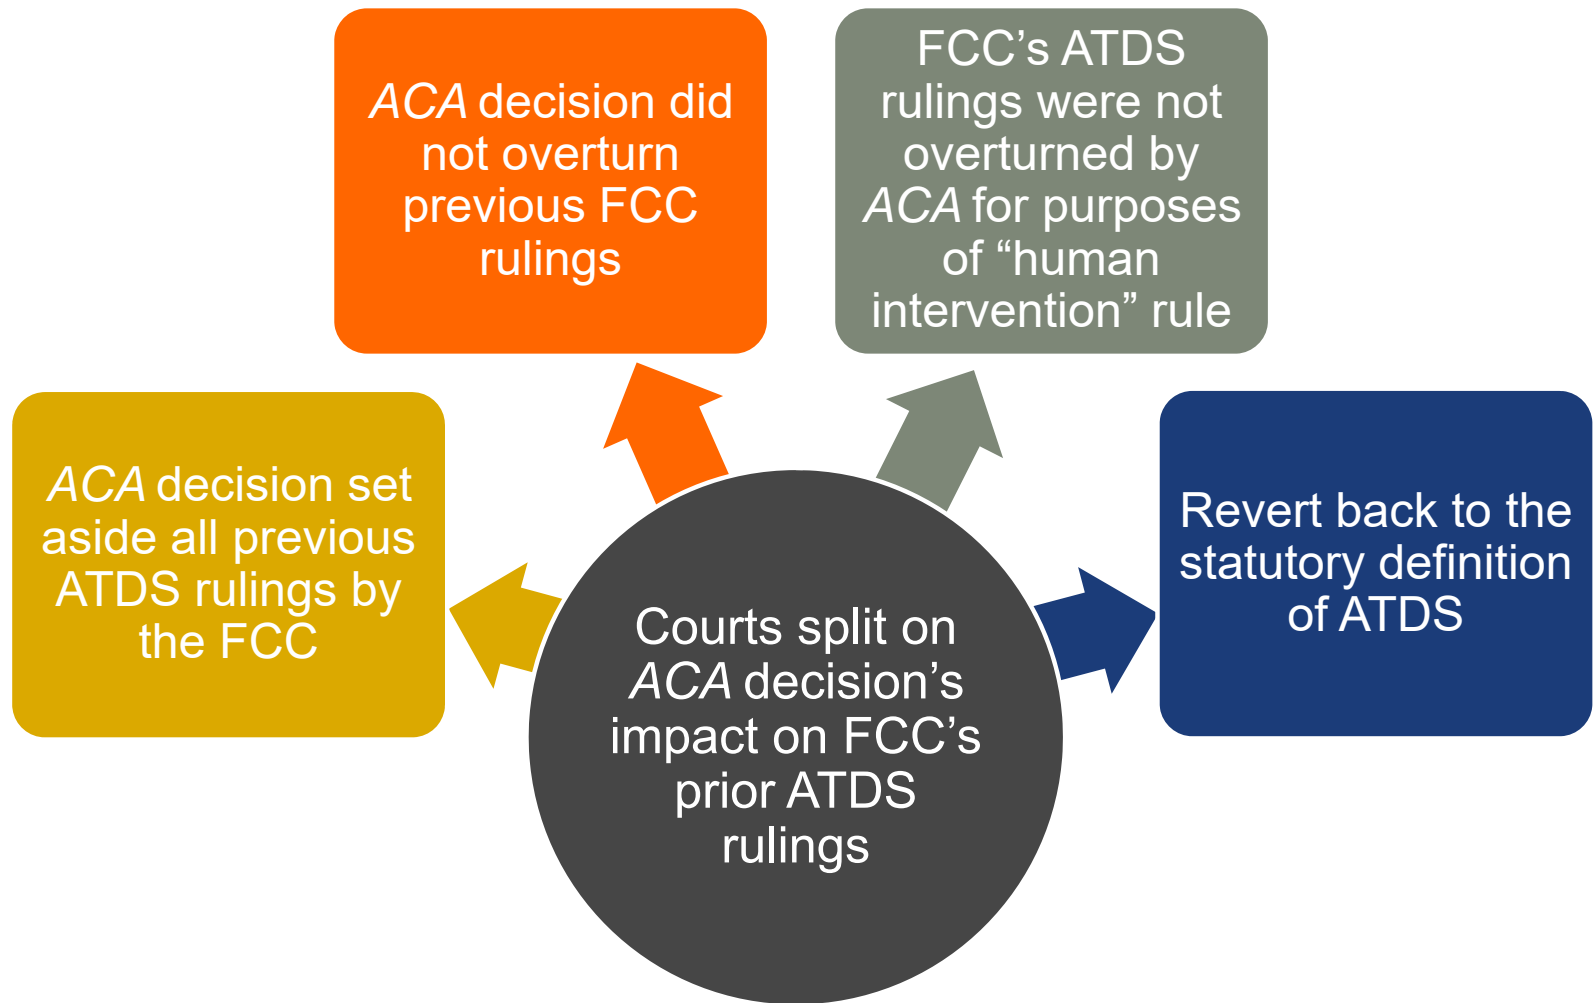 ACA decision did
not overturn
previous FCC
rulings
FCC’s ATDS
rulings were not
overturned by
ACA for purposes
of “human
intervention” rule
ACA decision set
aside all previous
ATDS rulings by
the FCC
Revert back to the
statutory definition
of ATDS
Courts split on
ACA decision’s
impact on FCC’s
prior ATDS
rulings